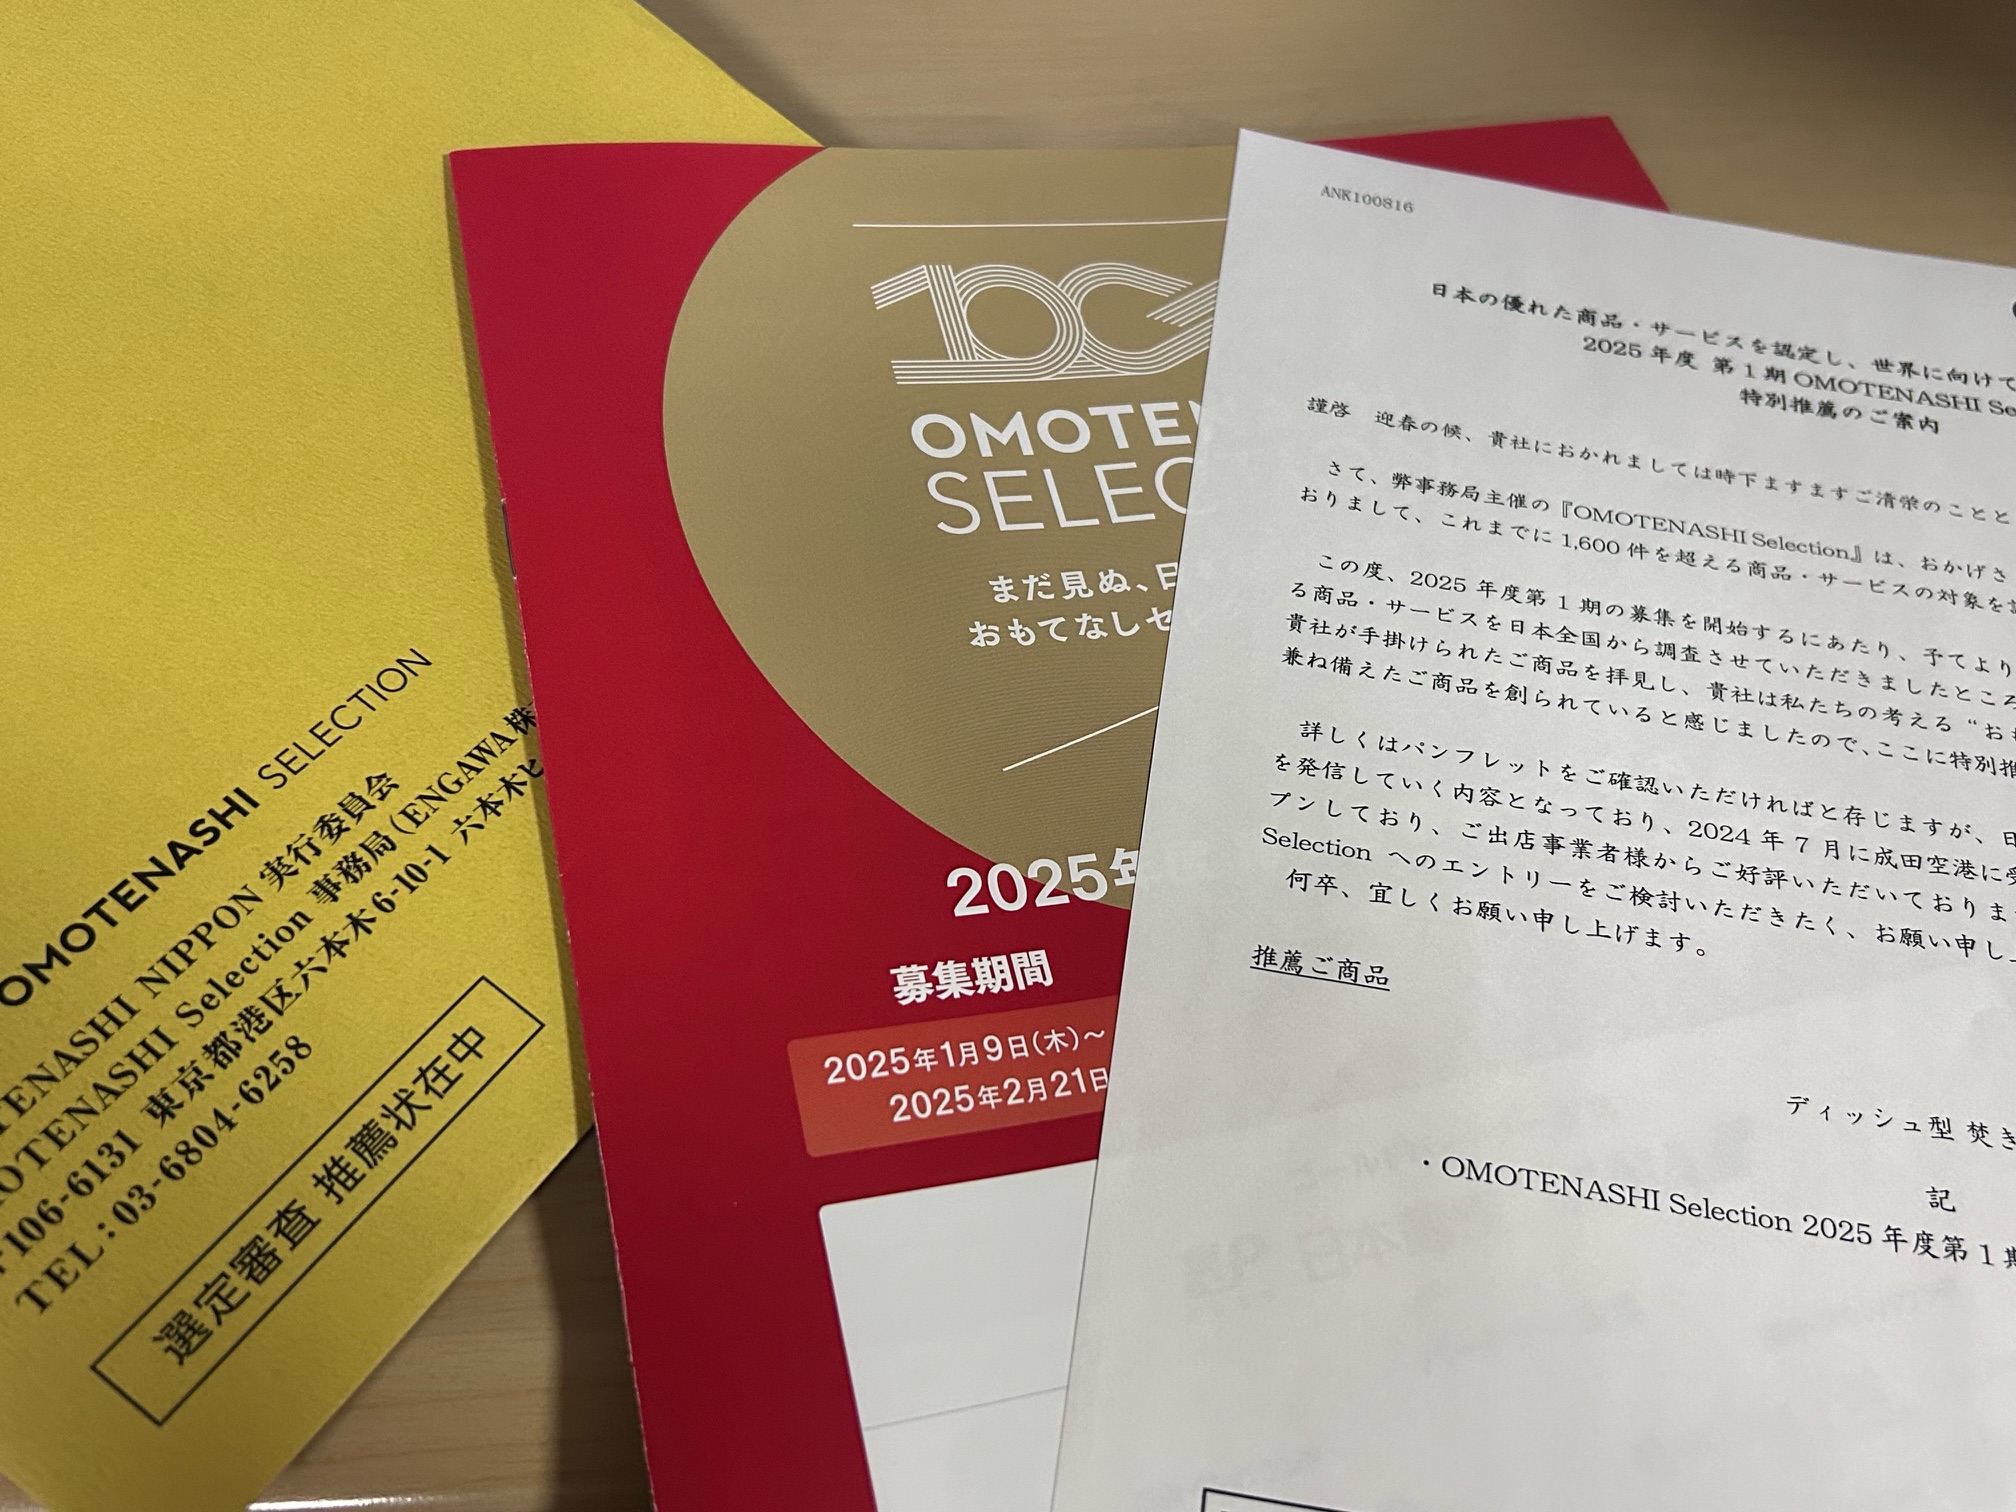 OMOTENASHI SELECTION
TENASHI NIPPON 実行委員会
OTENASHI Selection 事務局(ENGAWA株
106-6131 東京都港区六本木6-10-1 六本木ヒ
TEL:03-6804-6258
選定審査 推薦状在中
OMOTEN
SELEC
まだ見ぬ、日
おもてなしセ
2025年
募集期間
2025年1月9日(木)~
2025年2月21日
ANK100816
日本の優れた商品・サービスを認定し、世界に向けて
2025 年度 第 1 期 OMOTENASHI Se
特別推薦のご案内
謹啓 迎春の候、貴社におかれましては時下ますますご清栄のことと
さて、弊事務局主催の『OMOTENASHI Selection』は、おかげさ
おりまして、これまでに 1,600 件を超える商品・サービスの対象を
この度、2025 年度第 1 期の募集を開始するにあたり、予てより
る商品・サービスを日本全国から調査させていただきましたところ
貴社が手掛けられたご商品を拝見し、貴社は私たちの考える“おも
兼ね備えたご商品を創られていると感じましたので、ここに特別推
詳しくはパンフレットをご確認いただければと存じますが、日
を発信していく内容となっており、2024 年 7 月に成田空港に受
プンしており、ご出店事業者様からご好評いただいておりま
Selection へのエントリーをご検討いただきたく、お願い申し上
何卒、宜しくお願い申し上げます。
推薦ご商品
ディッシュ型 焚き
記
・OMOTENASHI Selection 2025 年度第 1 期